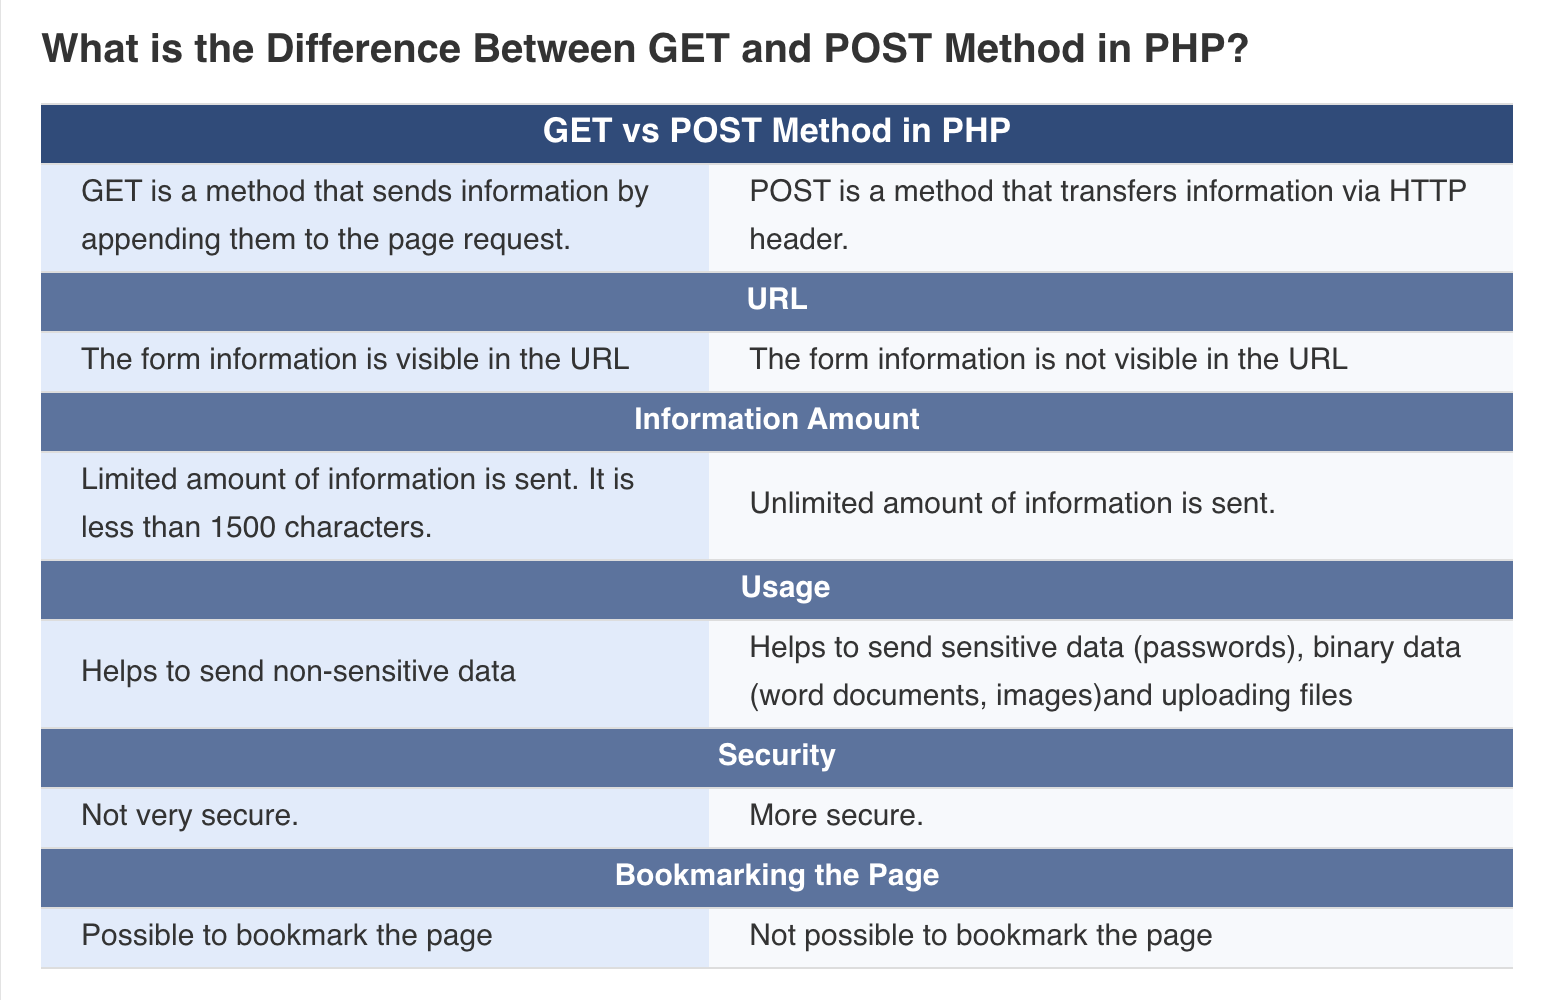 What is the Difference Between GET and POST Method in PHP?
GET vs POST Method in PHP
GET is a method that sends information by
appending them to the page request.
POST is a method that transfers information via HTTP
header.
URL
The form information is visible in the URL
The form information is not visible in the URL
Information Amount
Limited amount of information is sent. It is
less than 1500 characters.
Unlimited amount of information is sent.
Usage
Helps to send non-sensitive data
Helps to send sensitive data (passwords), binary data
(word documents, images)and uploading files
Security
Not very secure.
More secure.
Bookmarking the Page
Possible to bookmark the page
Not possible to bookmark the page